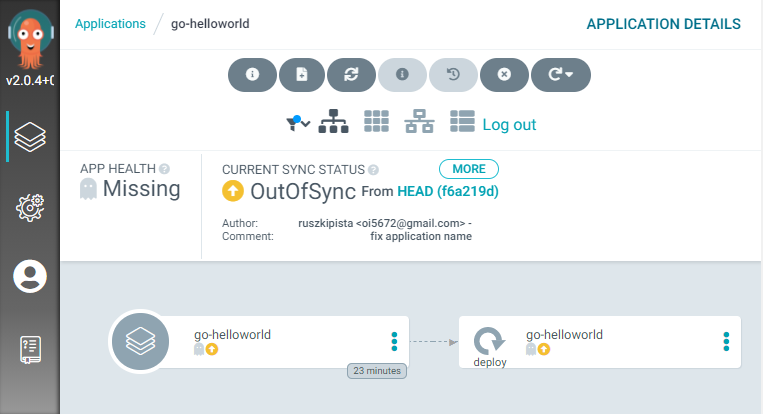 Applications / go-helloworld
APPLICATION DETAILS
v2.0.4+0
Log out
APP HEALTH
Missing
CURRENT SYNC STATUS
MORE
OutOfSync From HEAD (f6a219d)
Author: ruszkipista <oi5672@gmail.com> -
Comment: fix application name
go-helloworld
23 minutes
go-helloworld
deploy